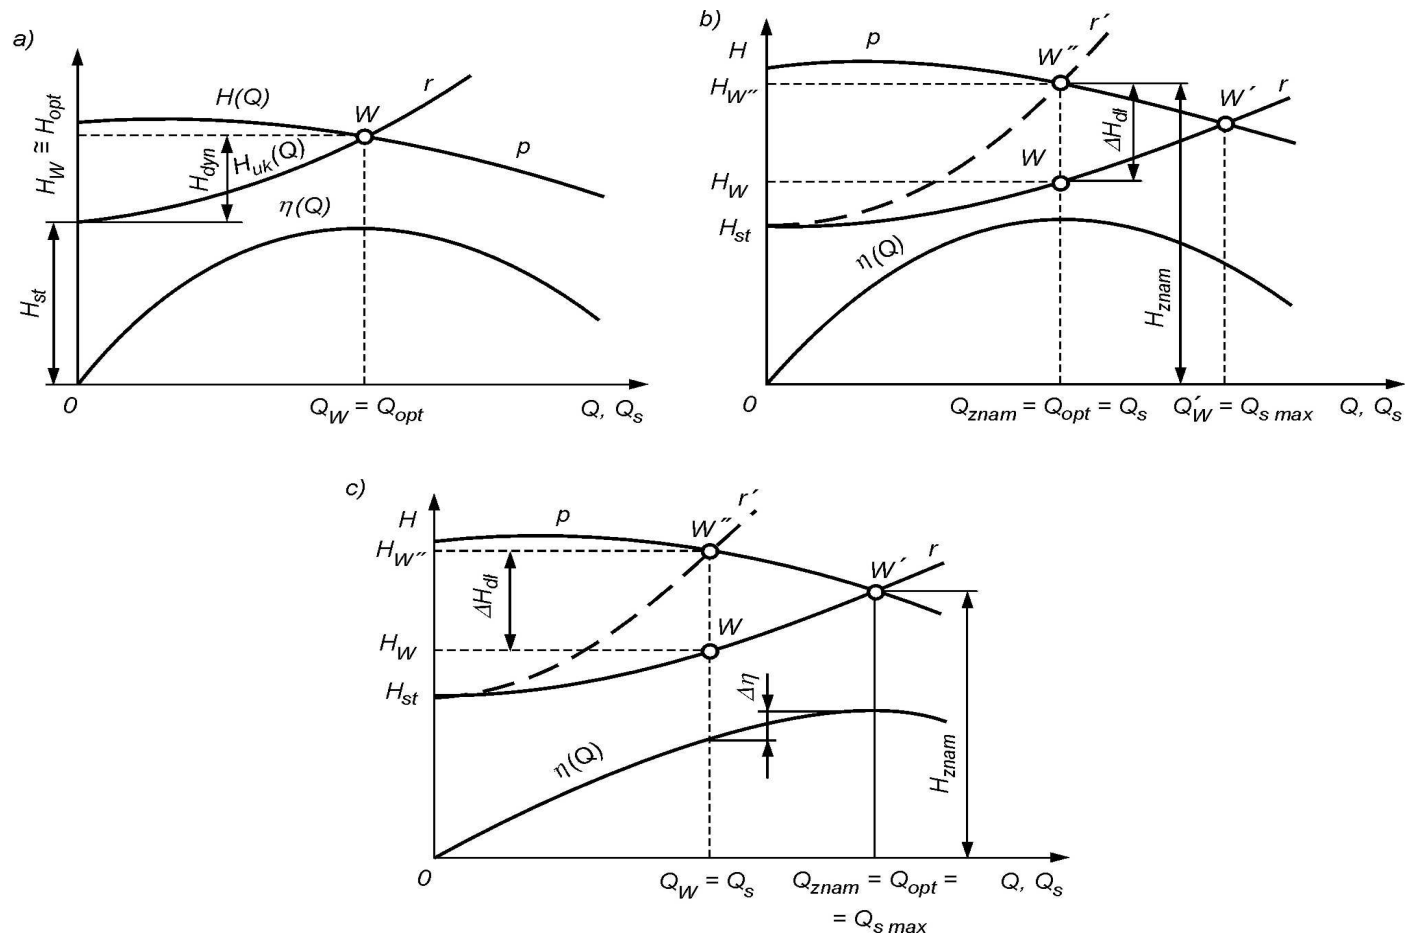 a)
H_W ≅ H_opt
H(Q)
r
W
H_dyn
H_uk(Q)
p
η(Q)
H_st
0
Q_W = Q_opt
Q, Q_s
b)
H
p
r′
W″
H_W″
W′
r
ΔH_dł
W
H_W
H_st
η(Q)
H_znam
0
Q_znam = Q_opt = Q_s
Q′_W = Q_s max
Q, Q_s
c)
H
p
r′
W″
H_W″
W′
r
ΔH_dł
W
H_W
H_st
Δη
η(Q)
H_znam
0
Q_W = Q_s
Q_znam = Q_opt =
= Q_s max
Q, Q_s